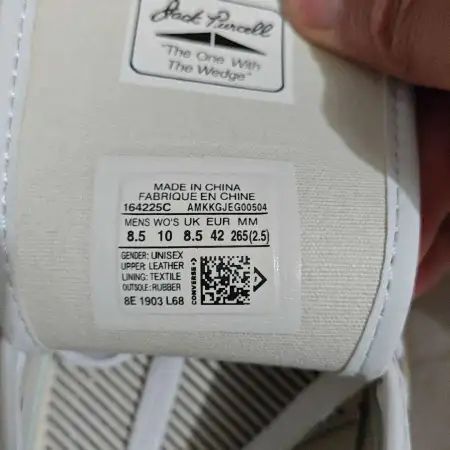 Jack Purcell
"The One With
The Wedge"
MADE IN CHINA
FABRIQUE EN CHINE
164225C AMKKGJEG00504
MENS WO'S UK EUR MM
8.5 10 8.5 42 265(2.5)
GENDER: UNISEX
UPPER: LEATHER
LINING: TEXTILE
OUTSOLE: RUBBER
8E 1903 L68
CONVERSE